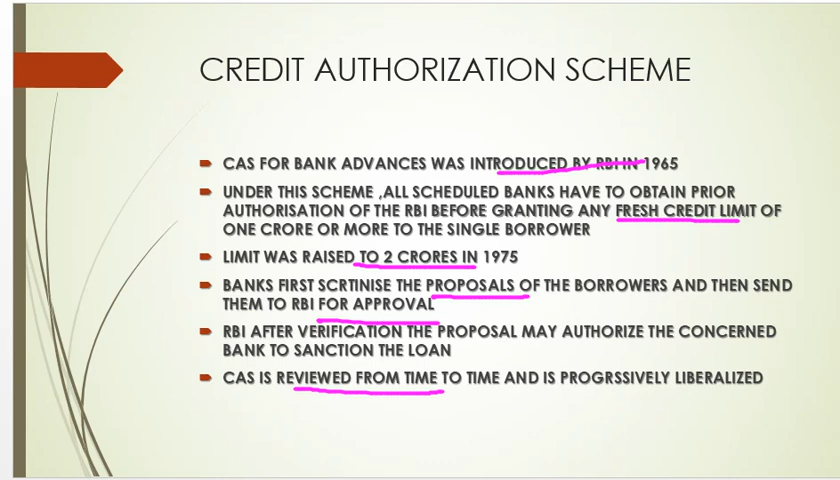 CREDIT AUTHORIZATION SCHEME
CAS FOR BANK ADVANCES WAS INTRODUCED BY RBI IN 1965
UNDER THIS SCHEME ,ALL SCHEDULED BANKS HAVE TO OBTAIN PRIOR
AUTHORISATION OF THE RBI BEFORE GRANTING ANY FRESH CREDIT LIMIT OF
ONE CRORE OR MORE TO THE SINGLE BORROWER
LIMIT WAS RAISED TO 2 CRORES IN 1975
BANKS FIRST SCRTINISE THE PROPOSALS OF THE BORROWERS AND THEN SEND
THEM TO RBI FOR APPROVAL
RBI AFTER VERIFICATION THE PROPOSAL MAY AUTHORIZE THE CONCERNED
BANK TO SANCTION THE LOAN
CAS IS REVIEWED FROM TIME TO TIME AND IS PROGRSSIVELY LIBERALIZED